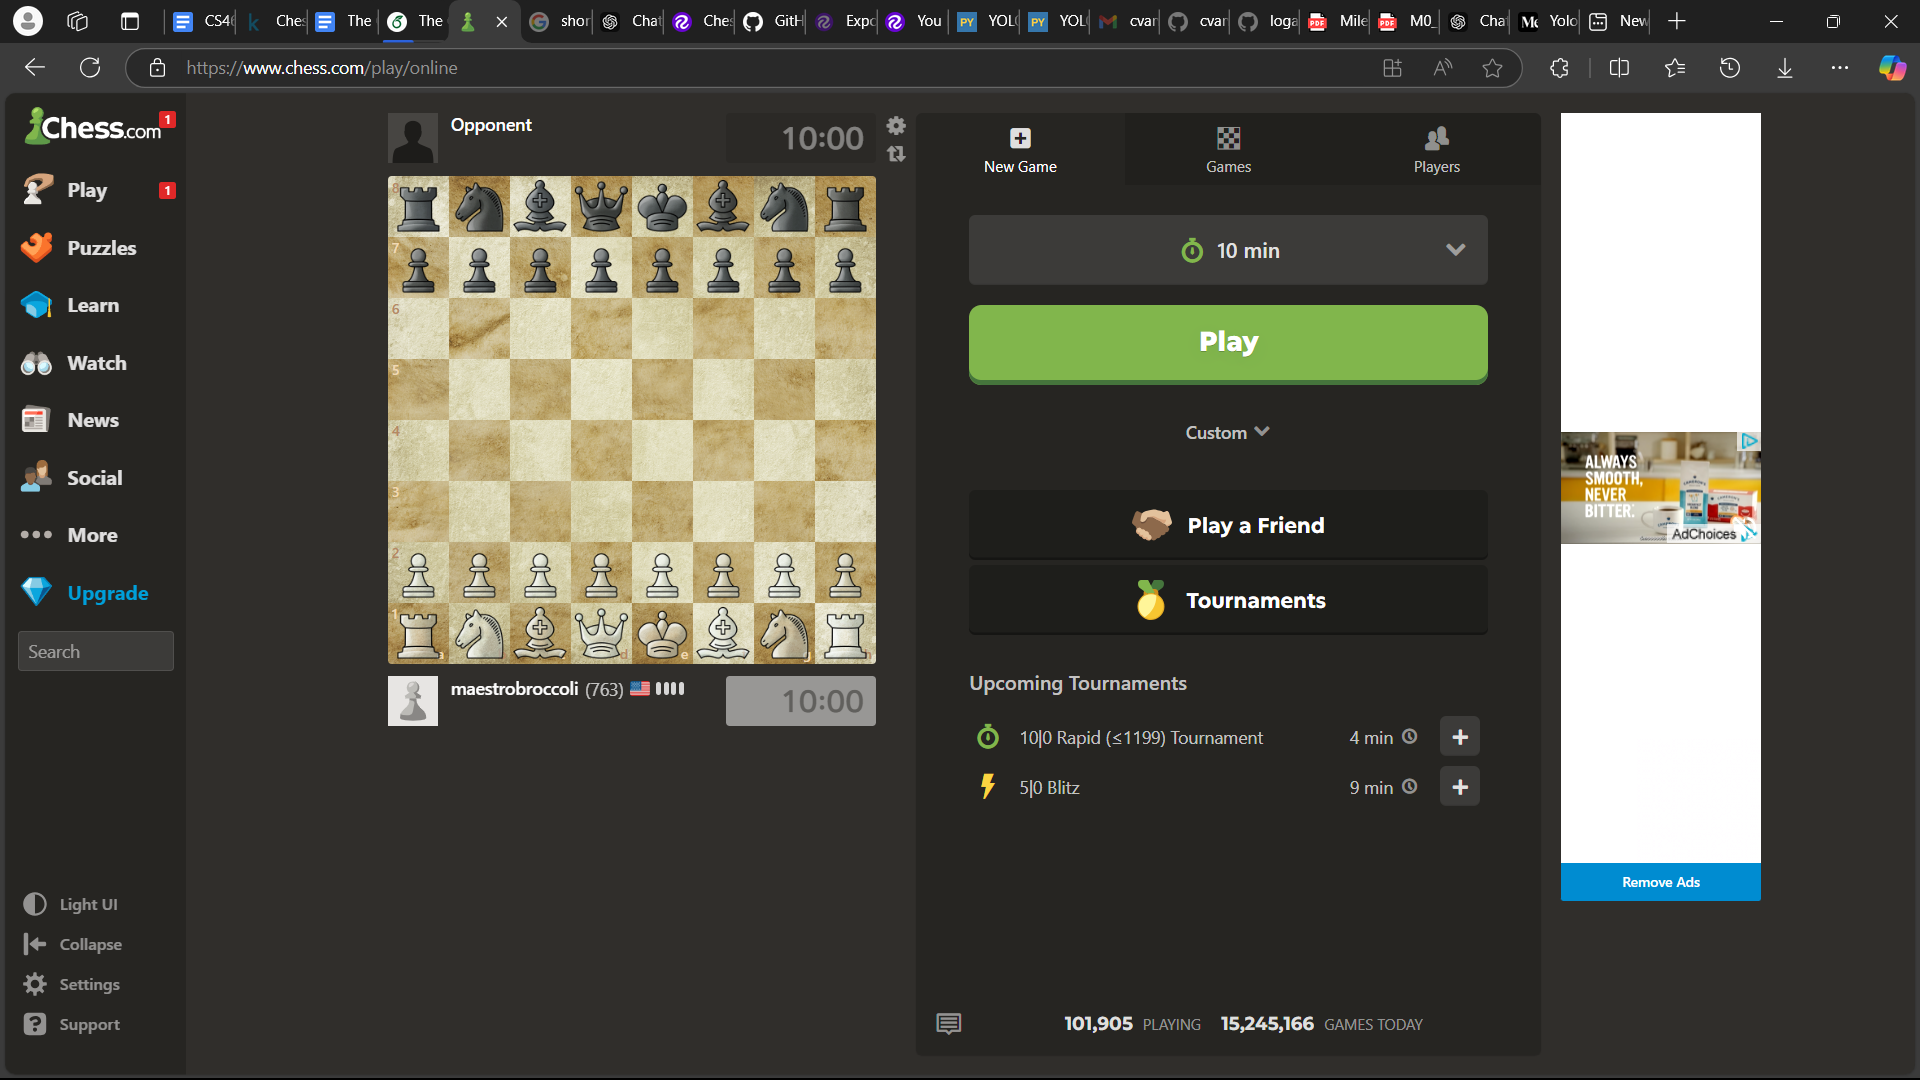 CS4
Ches
The
The
shor
Chat
Ches
GitH
Expo
You
YOL
YOL
cvar
cvar
loga
Mile
M0_
Chat
Yolo
New
https://www.chess.com/play/online
Chess.com
1
Play
1
Puzzles
Learn
Watch
News
Social
More
Upgrade
Search
Light UI
Collapse
Settings
Support
Opponent
10:00
8
7
6
5
4
3
2
1
a
d
e
g
maestrobroccoli (763)
10:00
New Game
Games
Players
10 min
Play
Custom
Play a Friend
Tournaments
Upcoming Tournaments
10|0 Rapid (≤1199) Tournament 4 min
5|0 Blitz 9 min
101,905 PLAYING 15,245,166 GAMES TODAY
ALWAYS
SMOOTH,
NEVER
BITTER.
AdChoices
Remove Ads